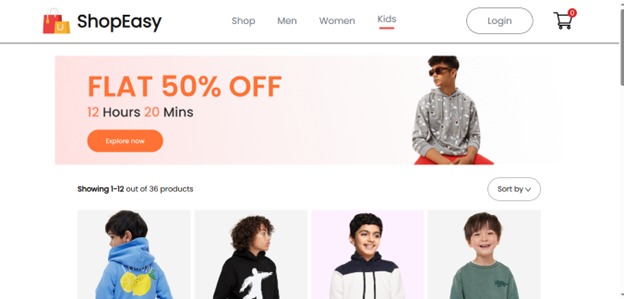 ShopEasy
Shop Men Women Kids
Login
0
FLAT 50% OFF
12 Hours 20 Mins
Explore now
Showing 1-12 out of 36 products
Sort by